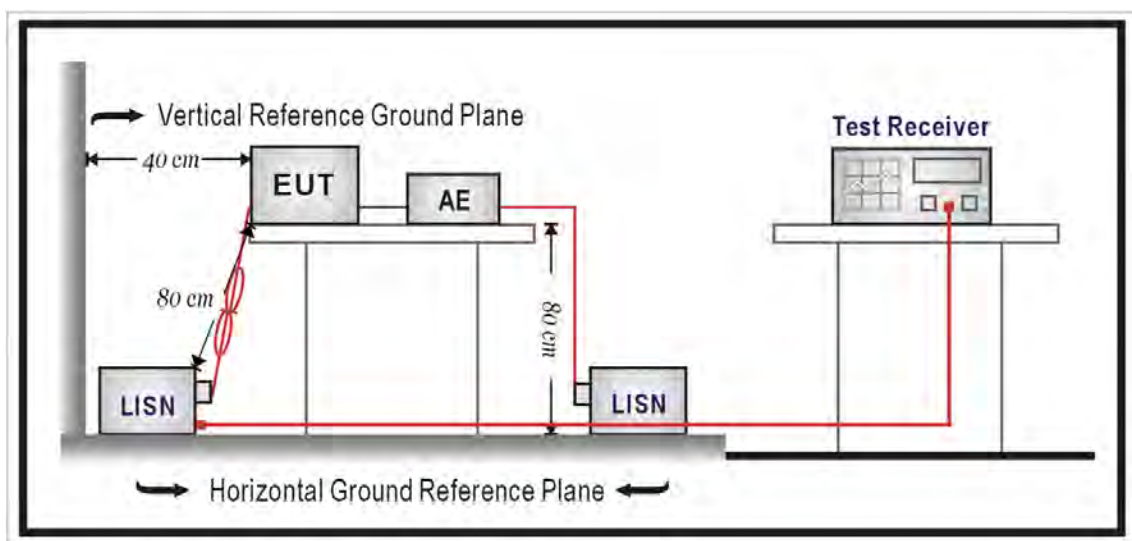 Vertical Reference Ground Plane
Test Receiver
40 cm
EUT
AE
80 cm
80 cm
LISN
LISN
Horizontal Ground Reference Plane